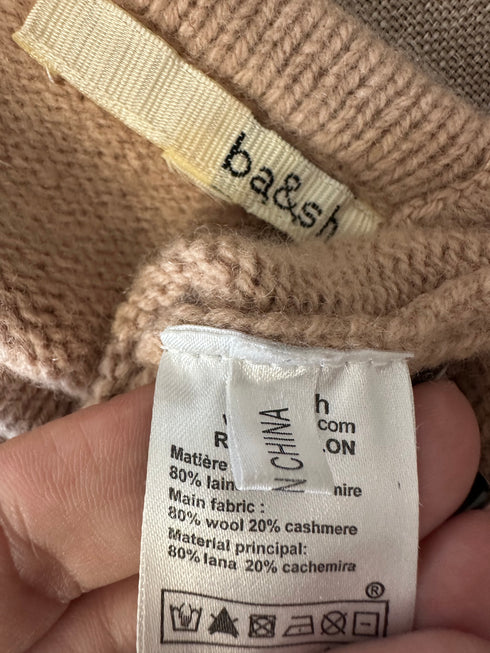 ba&sh
N CHINA
h
com
R ON
Matière
80% lain nire
Main fabric :
80% wool 20% cashmere
Material principal:
80% lana 20% cachemira
®